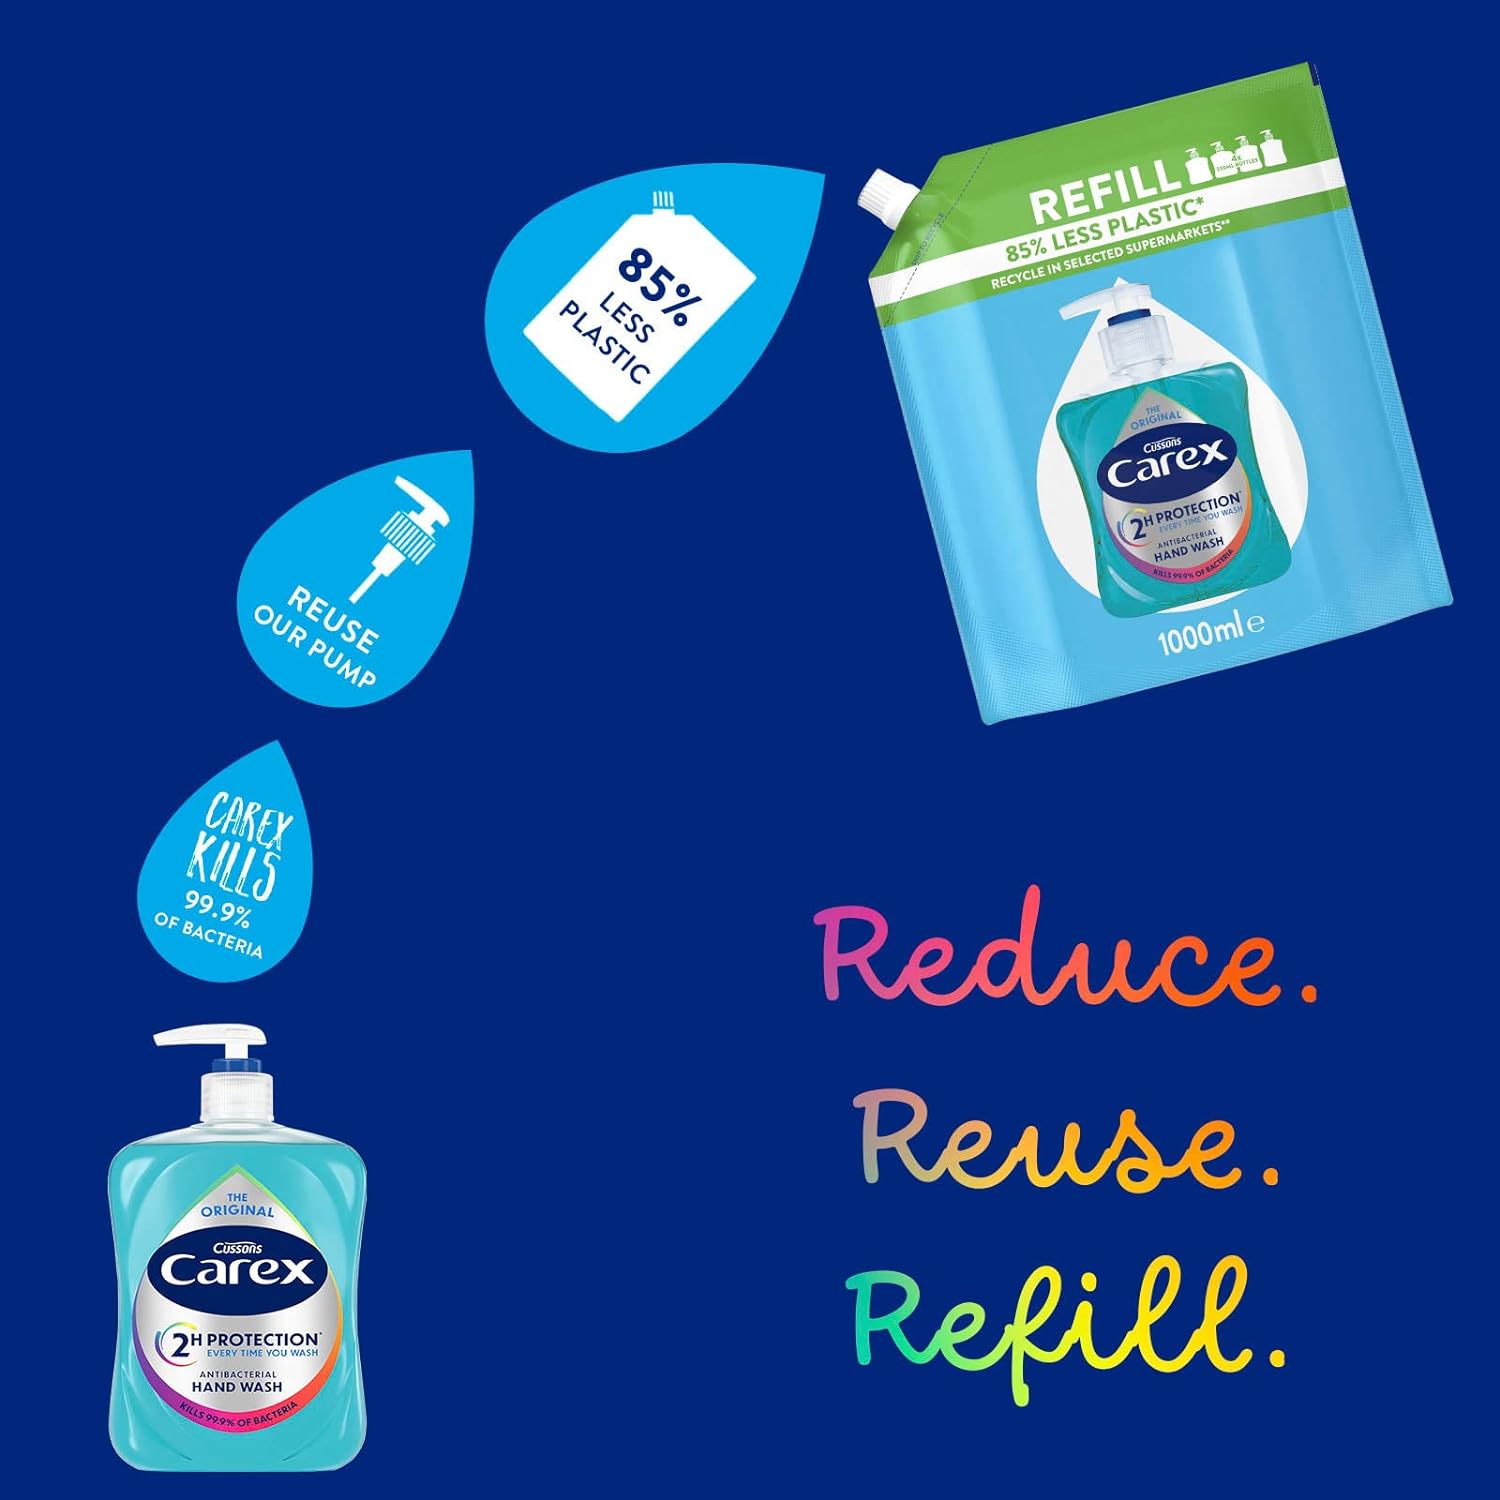 REFILL
4X
250ML BOTTLES
85% LESS PLASTIC*
RECYCLE IN SELECTED SUPERMARKETS**
THE
ORIGINAL
Cussons
Carex
2H PROTECTION*
EVERY TIME YOU WASH
ANTIBACTERIAL
HAND WASH
KILLS 99.9% OF BACTERIA
1000ml e
85%
LESS
PLASTIC
REUSE
OUR PUMP
CAREX
KILLS
99.9%
OF BACTERIA
THE
ORIGINAL
Cussons
Carex
2H PROTECTION*
EVERY TIME YOU WASH
ANTIBACTERIAL
HAND WASH
KILLS 99.9% OF BACTERIA
Reduce.
Reuse.
Refill.